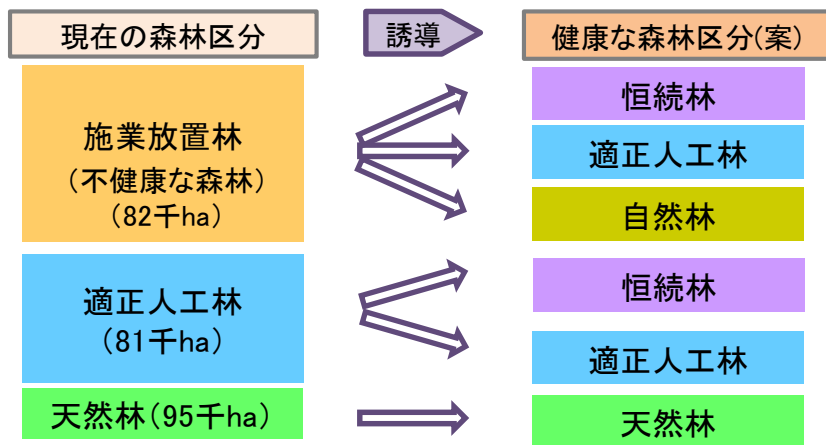 現在の森林区分
誘導
健康な森林区分(案)
施業放置林
(不健康な森林)
(82千ha)
恒続林
適正人工林
自然林
適正人工林
(81千ha)
恒続林
適正人工林
天然林(95千ha)
天然林